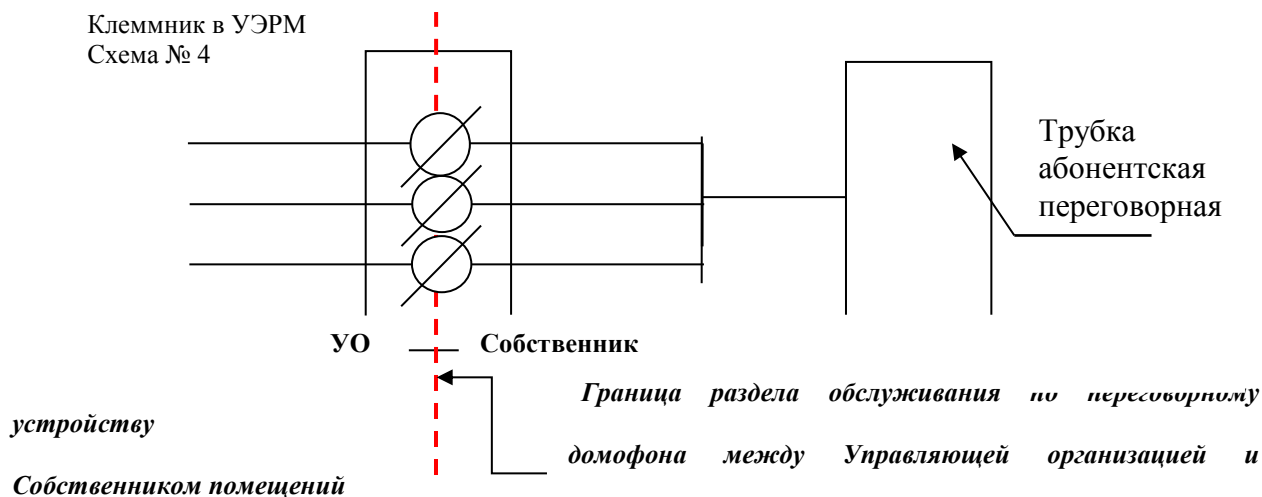 Клеммник в УЭРМ
Схема № 4
Трубка
абонентская
переговорная
УО Собственник
Граница раздела обслуживания по переговорному
устройству
домофона между Управляющей организацией и
Собственником помещений